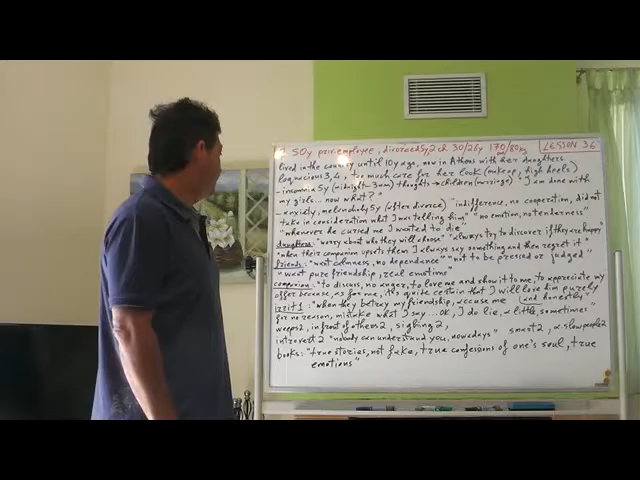 50y priv. employee, divorced 5y, 2 ch 30/26y 170/80kg LESSON 36
lived in the country until 10y ago, now in Athens with her daughters
loquacious 3,4, too much care for her look (makeup, high heels)
- insomnia 5y (midnight-3am) thoughts → children "I am done with
my girls... now what?"
- anxiety, melancholy 5y (after divorce) "indifference, no cooperation, did not
take in consideration what I was telling him" "no emotion, no tenderness"
"whenever he cursed me I wanted to die"
daughters: "worry about who they will choose" "always try to discover if they are happy"
"when their companion upsets them I always say something and then regret it"
friends: "want calmness, no dependance" "not to be pressed or judged"
"want pure friendship, real emotions"
companion: "to discuss, no anger, to love me and show it to me, to appreciate my
offer because, as for me, it's quite certain that I will love him purely
and honestly"
irrit 1 "when they betray my friendship, accuse me
for no reason, mistake what I say... OK, I do lie, a little, sometimes"
weeps 2, in front of others 2, sighing 2,
introvert 2 "nobody can understand you, nowadays" smart 2, a slow people 2
books: "true stories, not fake, true confessions of one's soul, true
emotions"